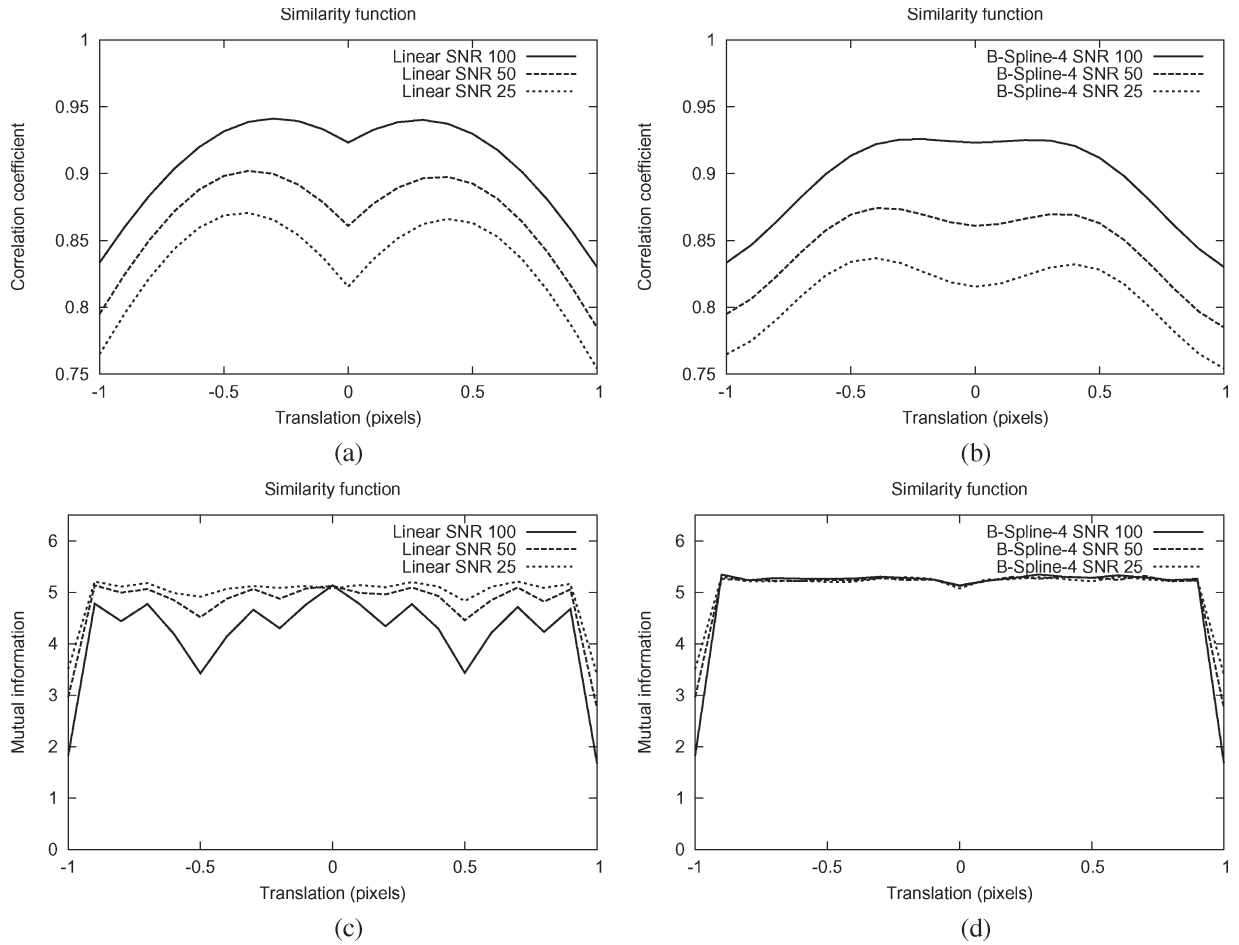 Similarity function
1
0.95
0.9
0.85
0.8
0.75
Correlation coefficient
Linear SNR 100
Linear SNR 50
Linear SNR 25
-1 -0.5 0 0.5 1
Translation (pixels)
(a)
Similarity function
1
0.95
0.9
0.85
0.8
0.75
Correlation coefficient
B-Spline-4 SNR 100
B-Spline-4 SNR 50
B-Spline-4 SNR 25
-1 -0.5 0 0.5 1
Translation (pixels)
(b)
Similarity function
6
5
4
3
2
1
0
Mutual information
Linear SNR 100
Linear SNR 50
Linear SNR 25
-1 -0.5 0 0.5 1
Translation (pixels)
(c)
Similarity function
6
5
4
3
2
1
0
Mutual information
B-Spline-4 SNR 100
B-Spline-4 SNR 50
B-Spline-4 SNR 25
-1 -0.5 0 0.5 1
Translation (pixels)
(d)